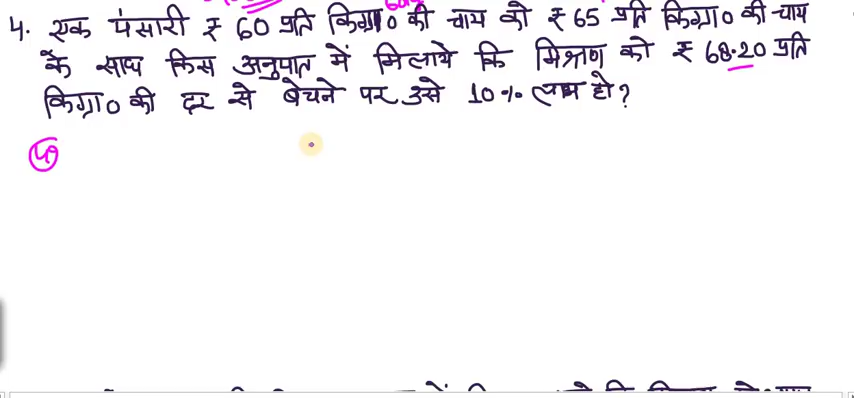 4. एक पंसारी ₹ 60 प्रति किग्रा० की चाय को ₹ 65 प्रति किग्रा० की चाय
के साथ किस अनुपात में मिलाये कि मिश्रण को ₹ 68.20 प्रति
किग्रा० की दर से बेचने पर उसे 10% लाभ हो?